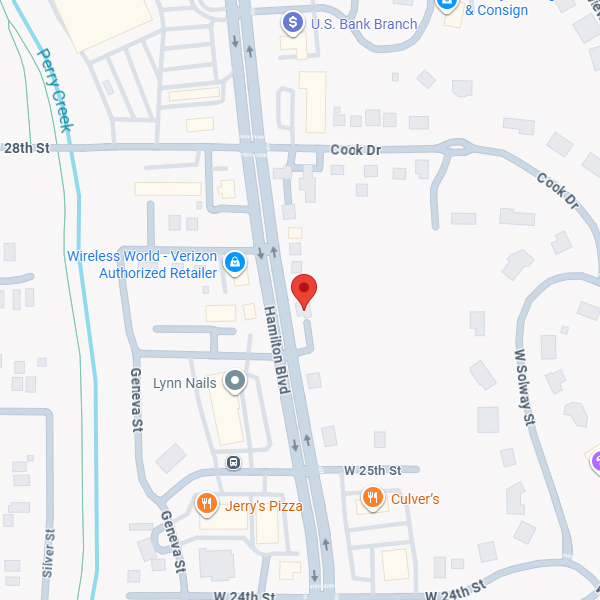 & Consign
U.S. Bank Branch
Perry Creek
28th St
Cook Dr
Cook Dr
Wireless World - Verizon
Authorized Retailer
Hamilton Blvd
W Solway St
Lynn Nails
Geneva St
W 25th St
Culver's
Jerry's Pizza
Geneva St
Silver St
W 24th St
W 24th St